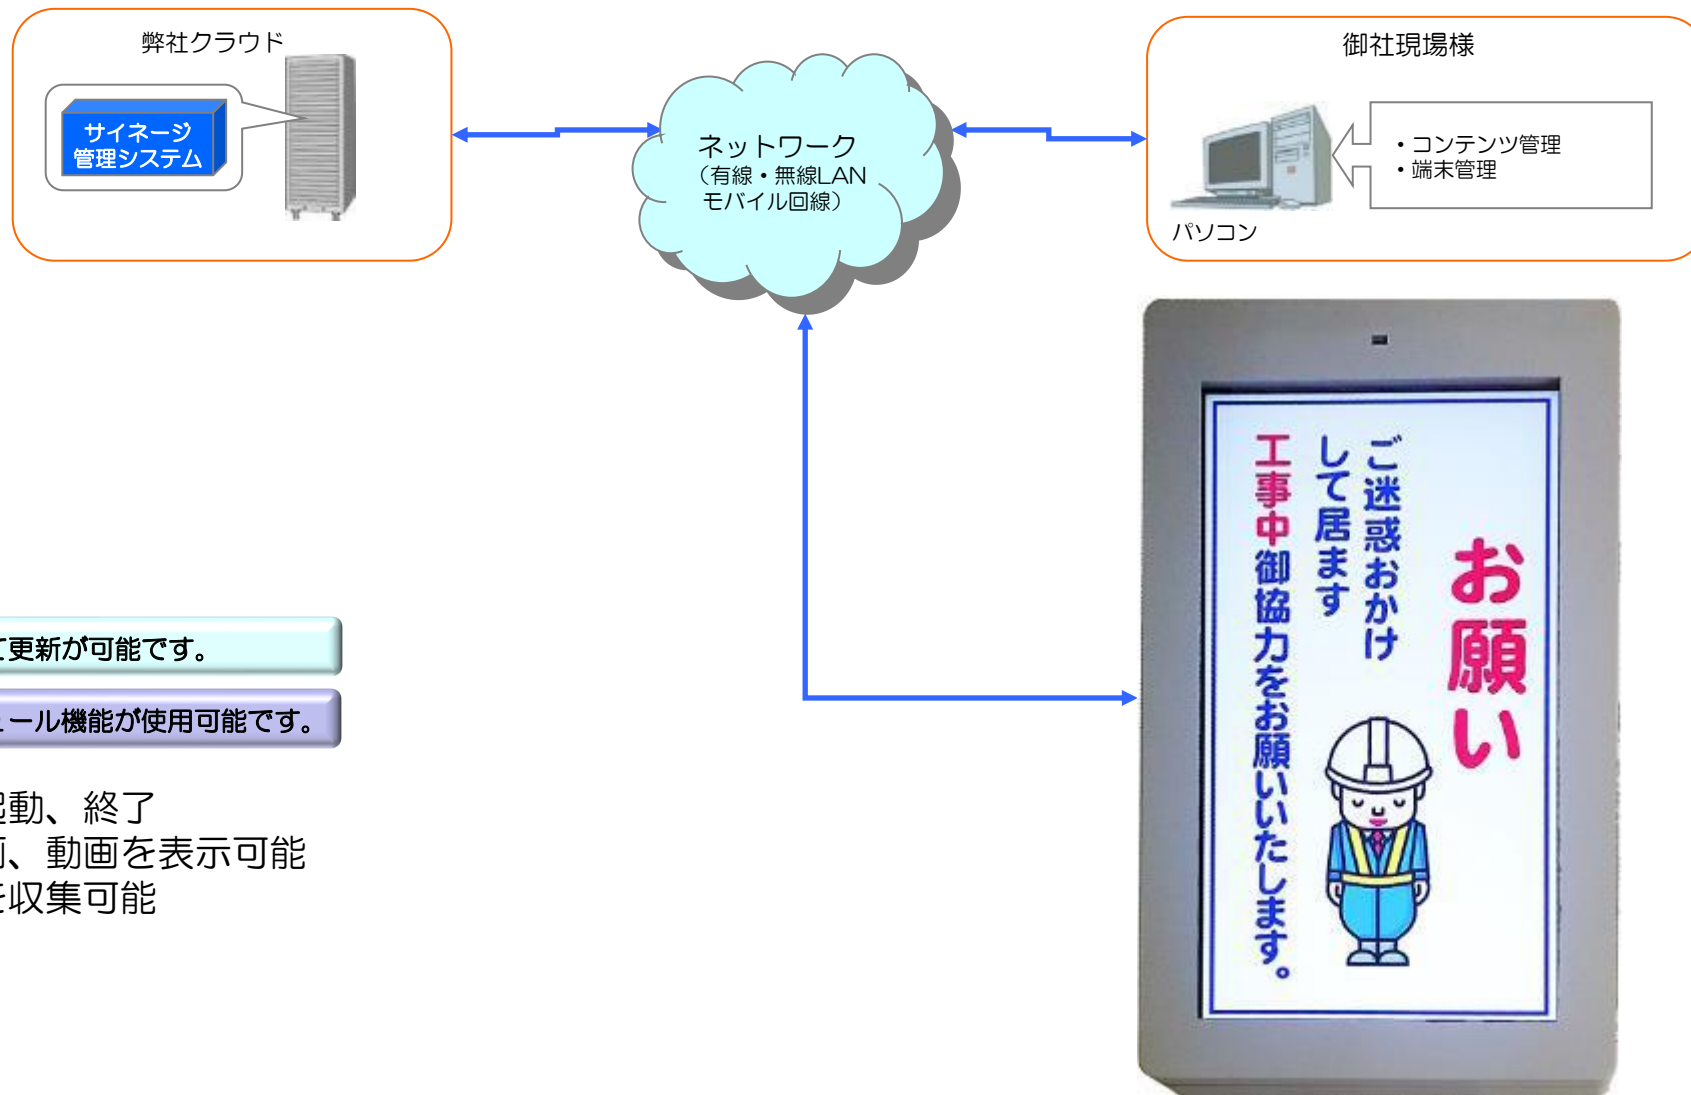 弊社クラウド
サイネージ
管理システム
ネットワーク
（有線・無線LAN
モバイル回線）
御社現場様
・コンテンツ管理
・端末管理
パソコン
お願い
ご迷惑おかけ
して居ます
工事中御協力をお願いいたします。
て更新が可能です。
ュール機能が使用可能です。
起動、終了
画、動画を表示可能
を収集可能